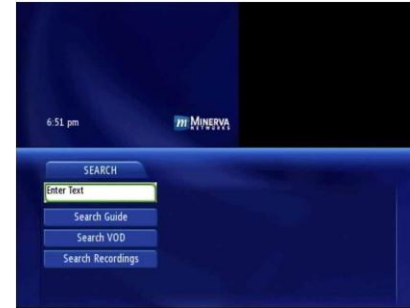 6:51 pm
m MINERVA
NETWORKS
SEARCH
Enter Text
Search Guide
Search VOD
Search Recordings